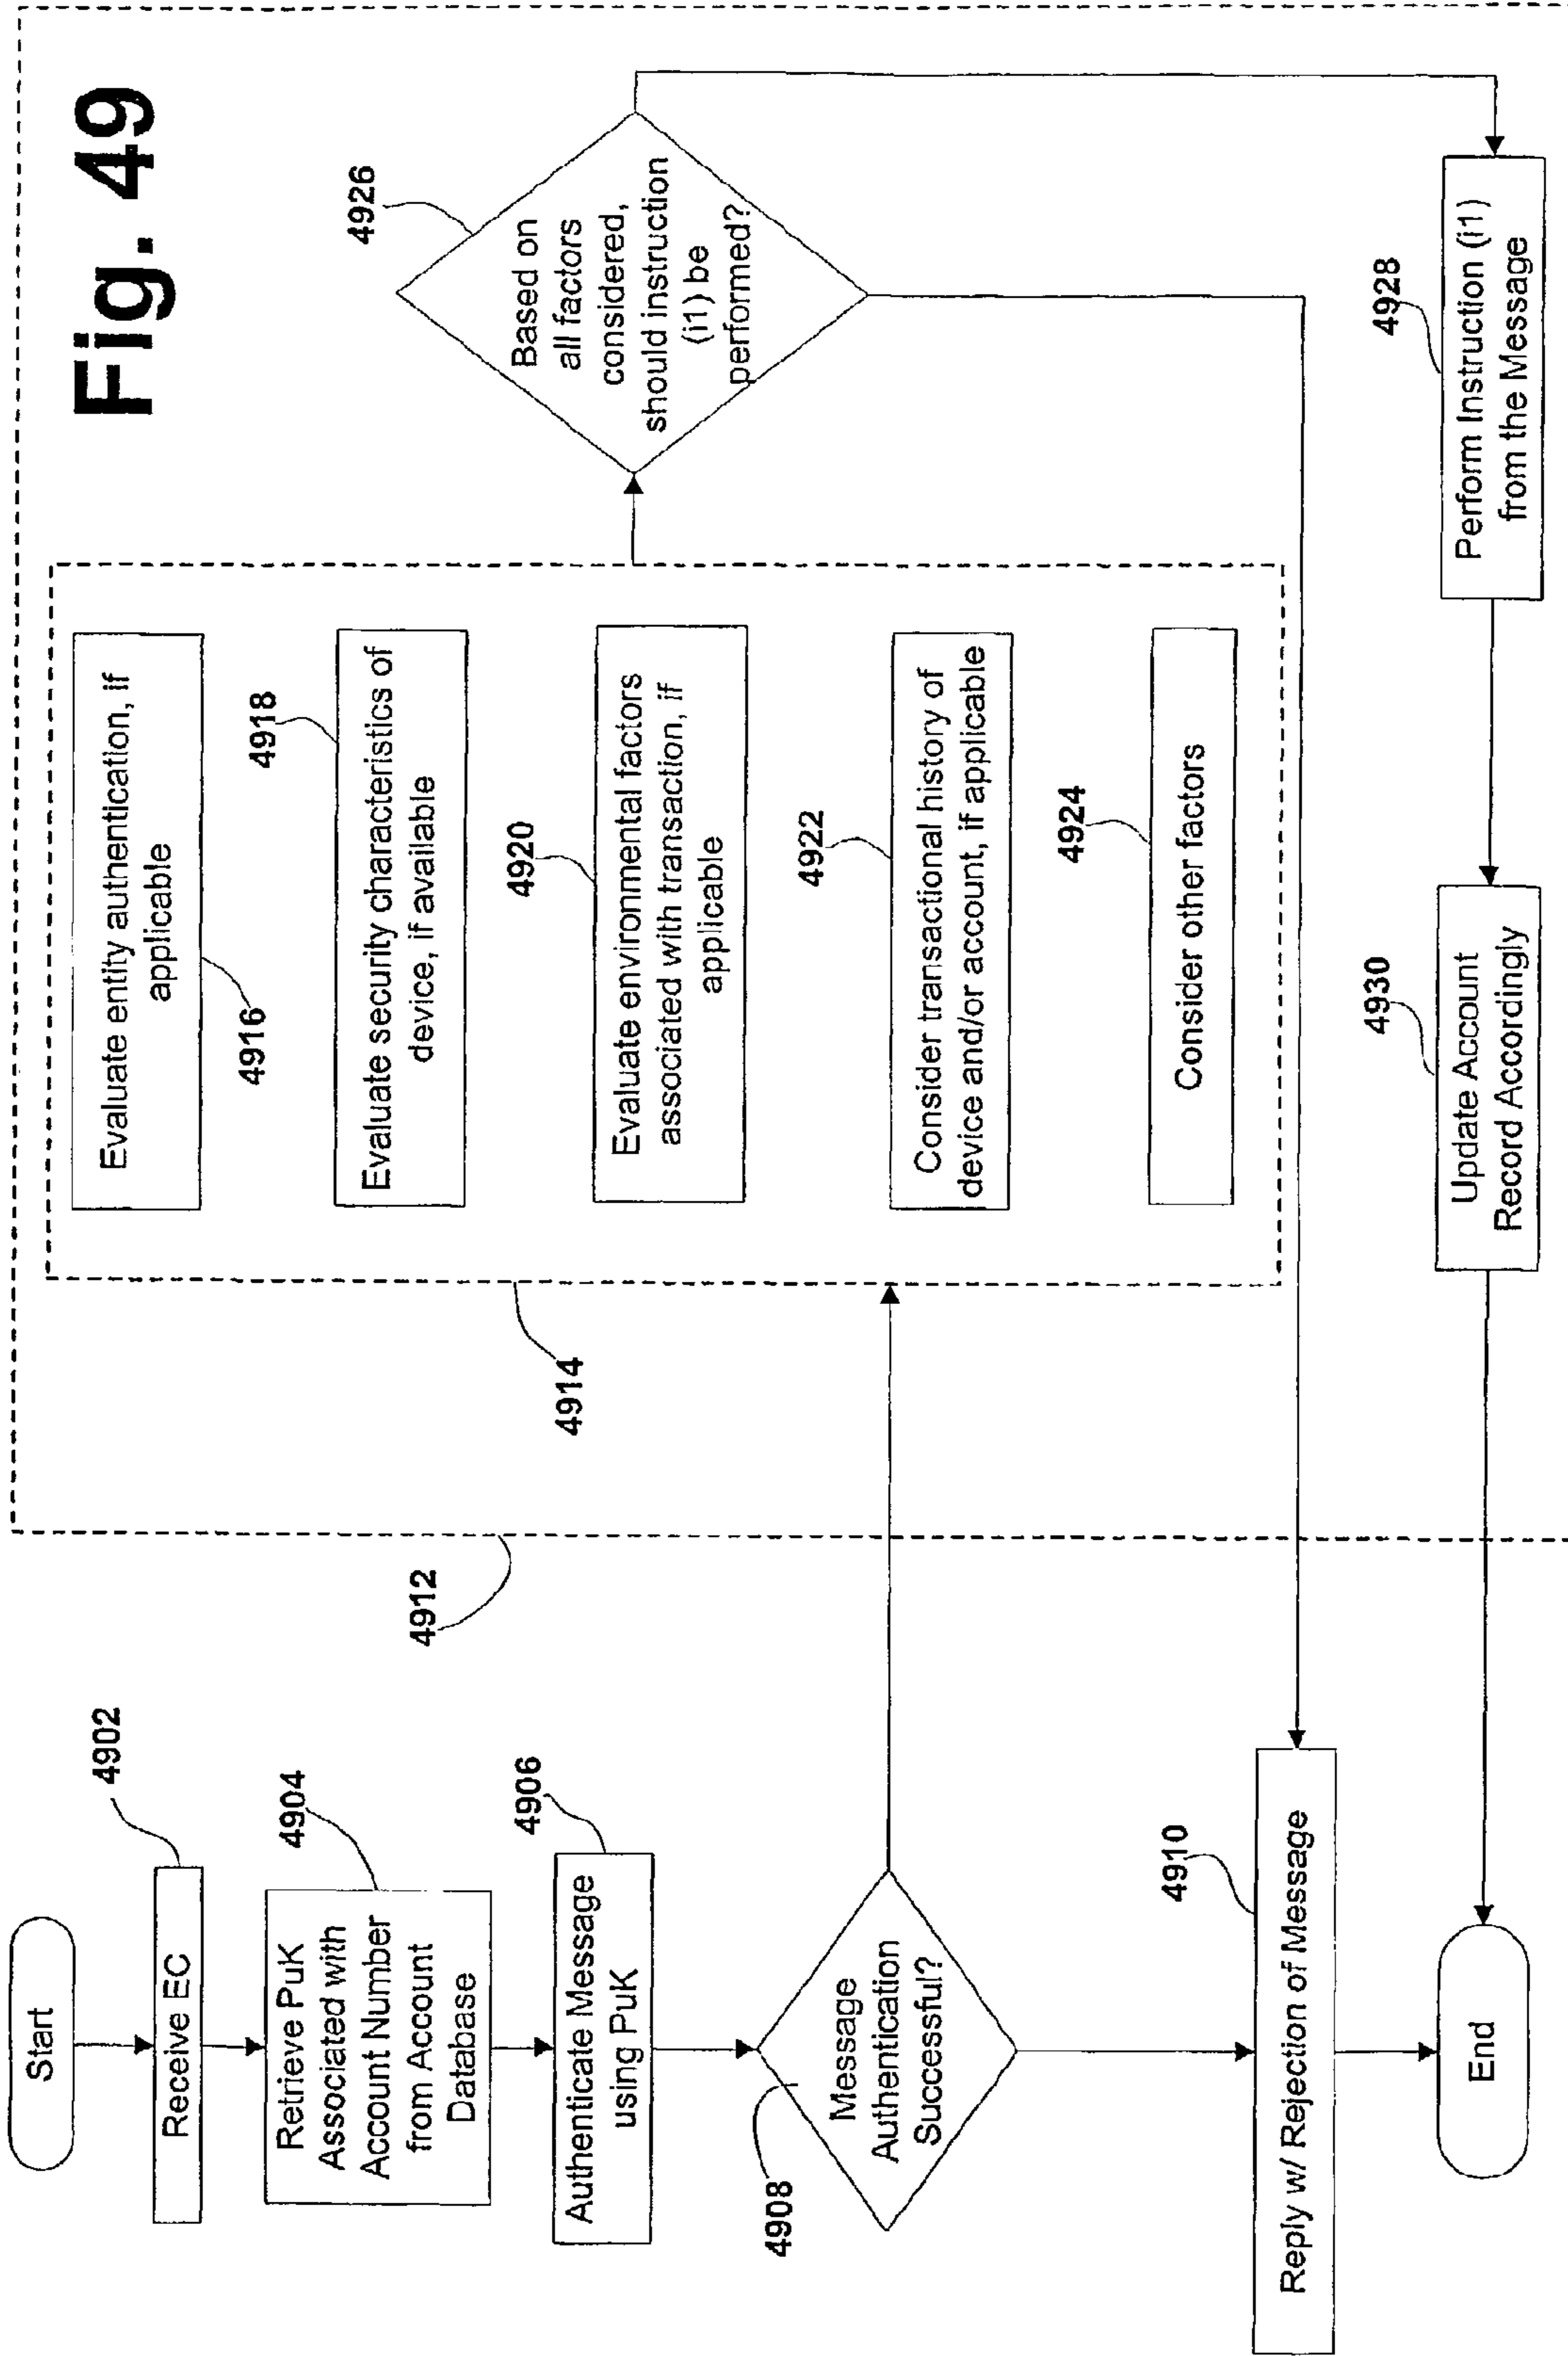 Fig. 49
Start
4902
Receive EC
4904
Retrieve PuK
Associated with
Account Number
from Account
Database
4906
Authenticate Message
using PuK
4908
Message
Authentication
Successful?
4910
Reply w/ Rejection of Message
End
4912
4914
Evaluate entity authentication, if
applicable
4916
4918
Evaluate security characteristics of
device, if available
4920
Evaluate environmental factors
associated with transaction, if
applicable
4922
Consider transactional history of
device and/or account, if applicable
4924
Consider other factors
4926
Based on
all factors
considered,
should instruction
(i1) be
performed?
4928
Perform Instruction (i1)
from the Message
4930
Update Account
Record Accordingly